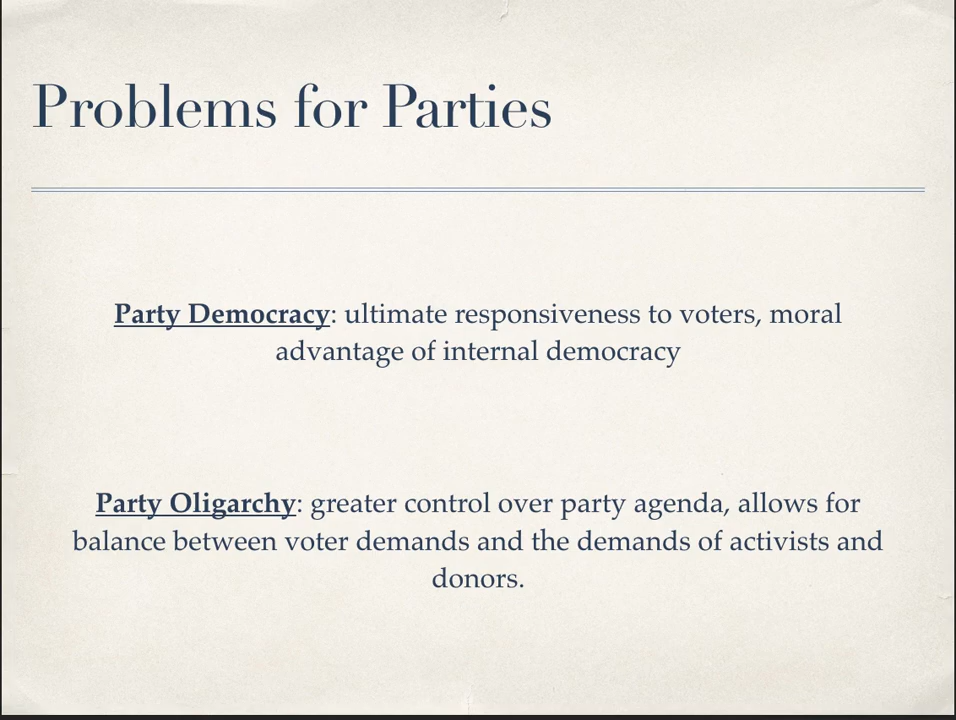 Problems for Parties
Party Democracy: ultimate responsiveness to voters, moral
advantage of internal democracy
Party Oligarchy: greater control over party agenda, allows for
balance between voter demands and the demands of activists and
donors.